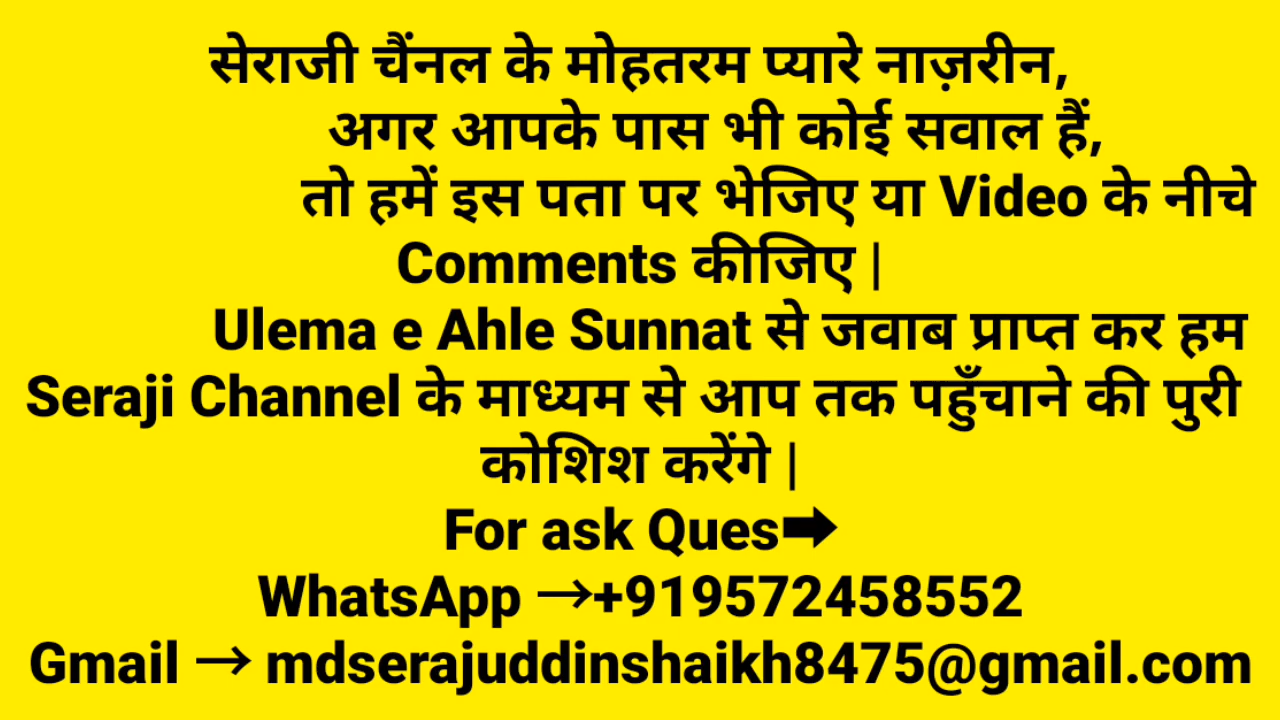 सेराजी चैंनल के मोहतरम प्यारे नाज़रीन,
अगर आपके पास भी कोई सवाल हैं,
तो हमें इस पता पर भेजिए या Video के नीचे
Comments कीजिए |
Ulema e Ahle Sunnat से जवाब प्राप्त कर हम
Seraji Channel के माध्यम से आप तक पहुँचाने की पुरी
कोशिश करेंगे |
For ask Ques➡
WhatsApp →+919572458552
Gmail → mdserajuddinshaikh8475@gmail.com